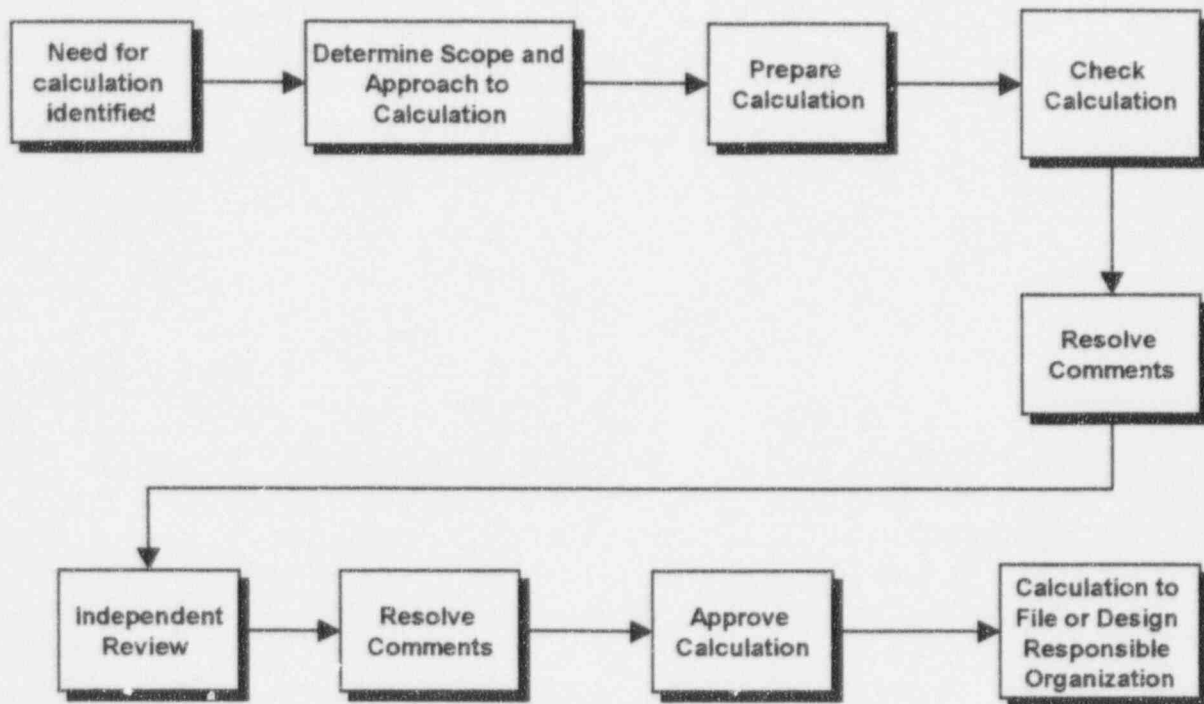 Need for
calculation
identified
Determine Scope and
Approach to
Calculation
Prepare
Calculation
Check
Calculation
Resolve
Comments
Independent
Review
Resolve
Comments
Approve
Calculation
Calculation to
File or Design
Responsible
Organization